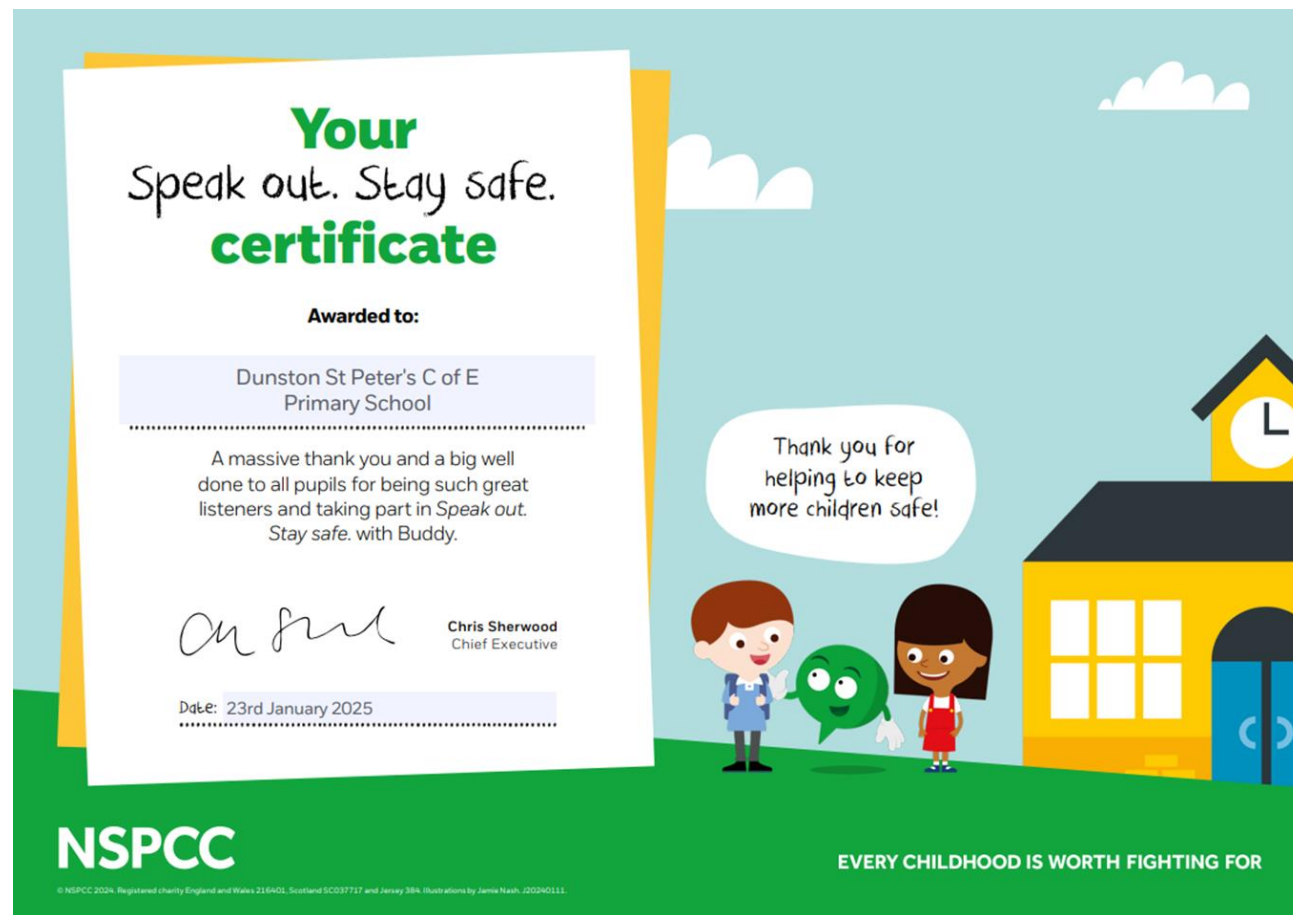 Your
Speak out. Stay safe.
certificate
Awarded to:
Dunston St Peter's C of E
Primary School
A massive thank you and a big well
done to all pupils for being such great
listeners and taking part in Speak out.
Stay safe. with Buddy.
Chris Sherwood
Chief Executive
Date: 23rd January 2025
Thank you for
helping to keep
more children safe!
NSPCC
EVERY CHILDHOOD IS WORTH FIGHTING FOR
© NSPCC 2024. Registered charity England and Wales 216401, Scotland SC037717 and Jersey 384. Illustrations by Jamie Nash. J20240111.